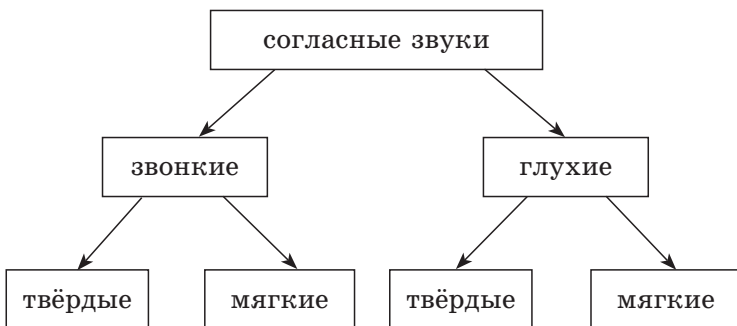 согласные звуки
звонкие глухие
твёрдые мягкие твёрдые мягкие